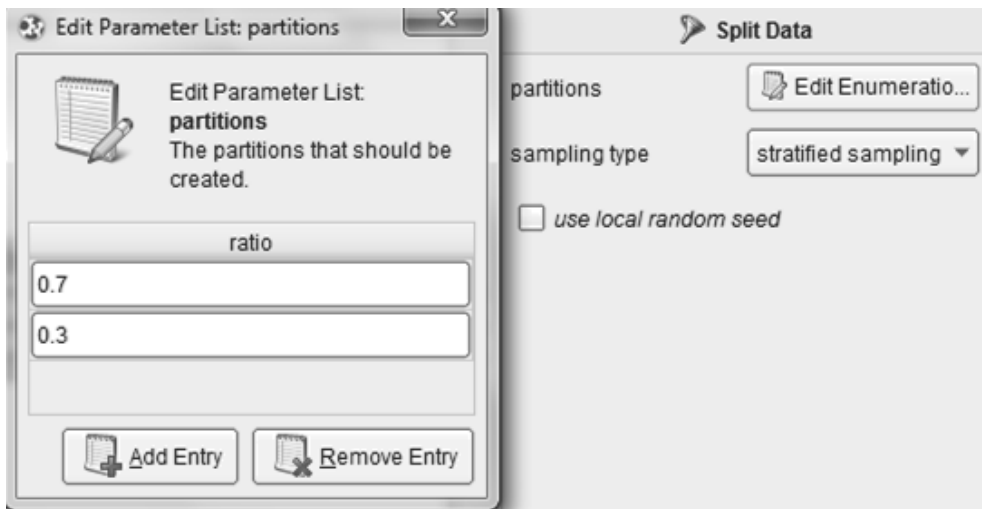 Edit Parameter List: partitions
Edit Parameter List:
partitions
The partitions that should be
created.
ratio
0.7
0.3
Add Entry
Remove Entry
Split Data
partitions
Edit Enumeratio...
sampling type
stratified sampling
use local random seed